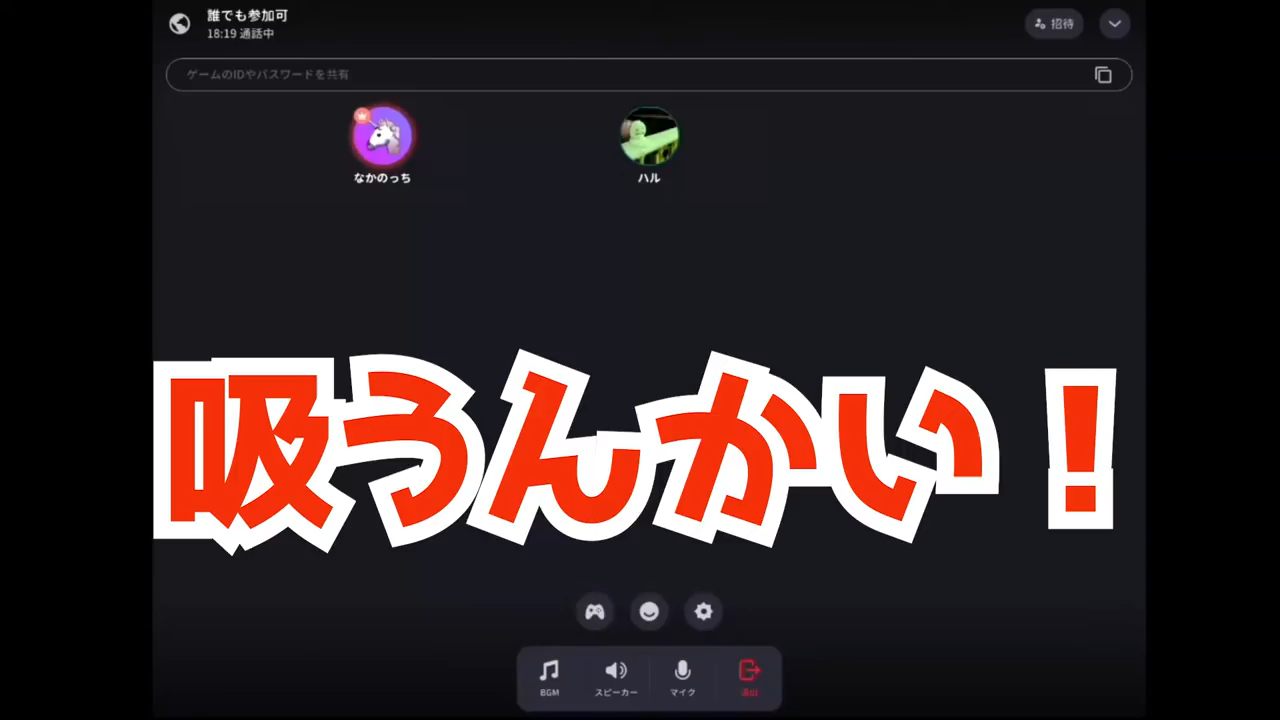 誰でも参加可
18:19 通話中
招待
ゲームのIDやパスワードを共有
なかのっち
ハル
吸うんかい！
BGM
スピーカー
マイク
退出